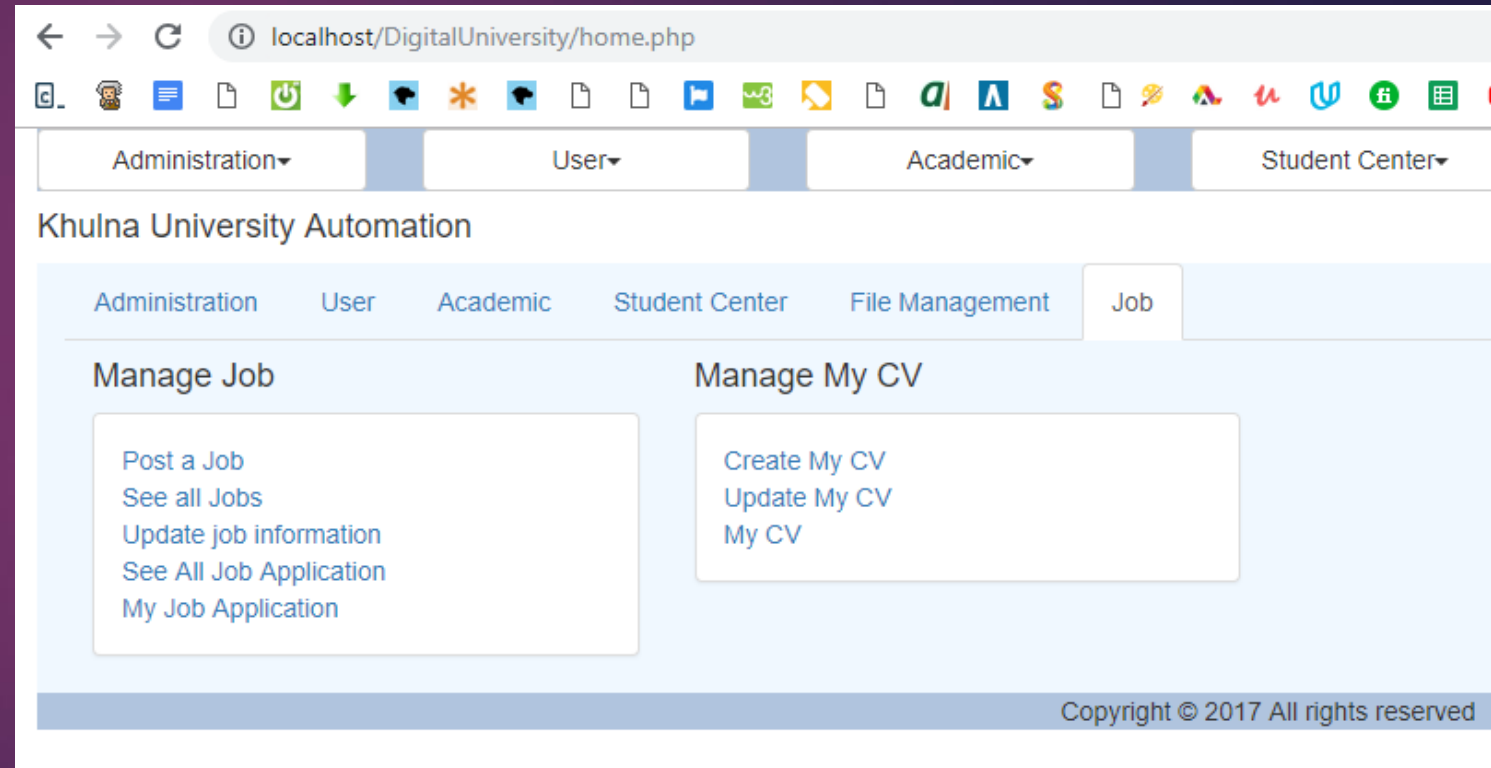 localhost/DigitalUniversity/home.php
Administration User Academic Student Center
Khulna University Automation
Administration User Academic Student Center File Management Job
Manage Job Manage My CV
Post a Job Create My CV
See all Jobs Update My CV
Update job information My CV
See All Job Application
My Job Application
Copyright © 2017 All rights reserved